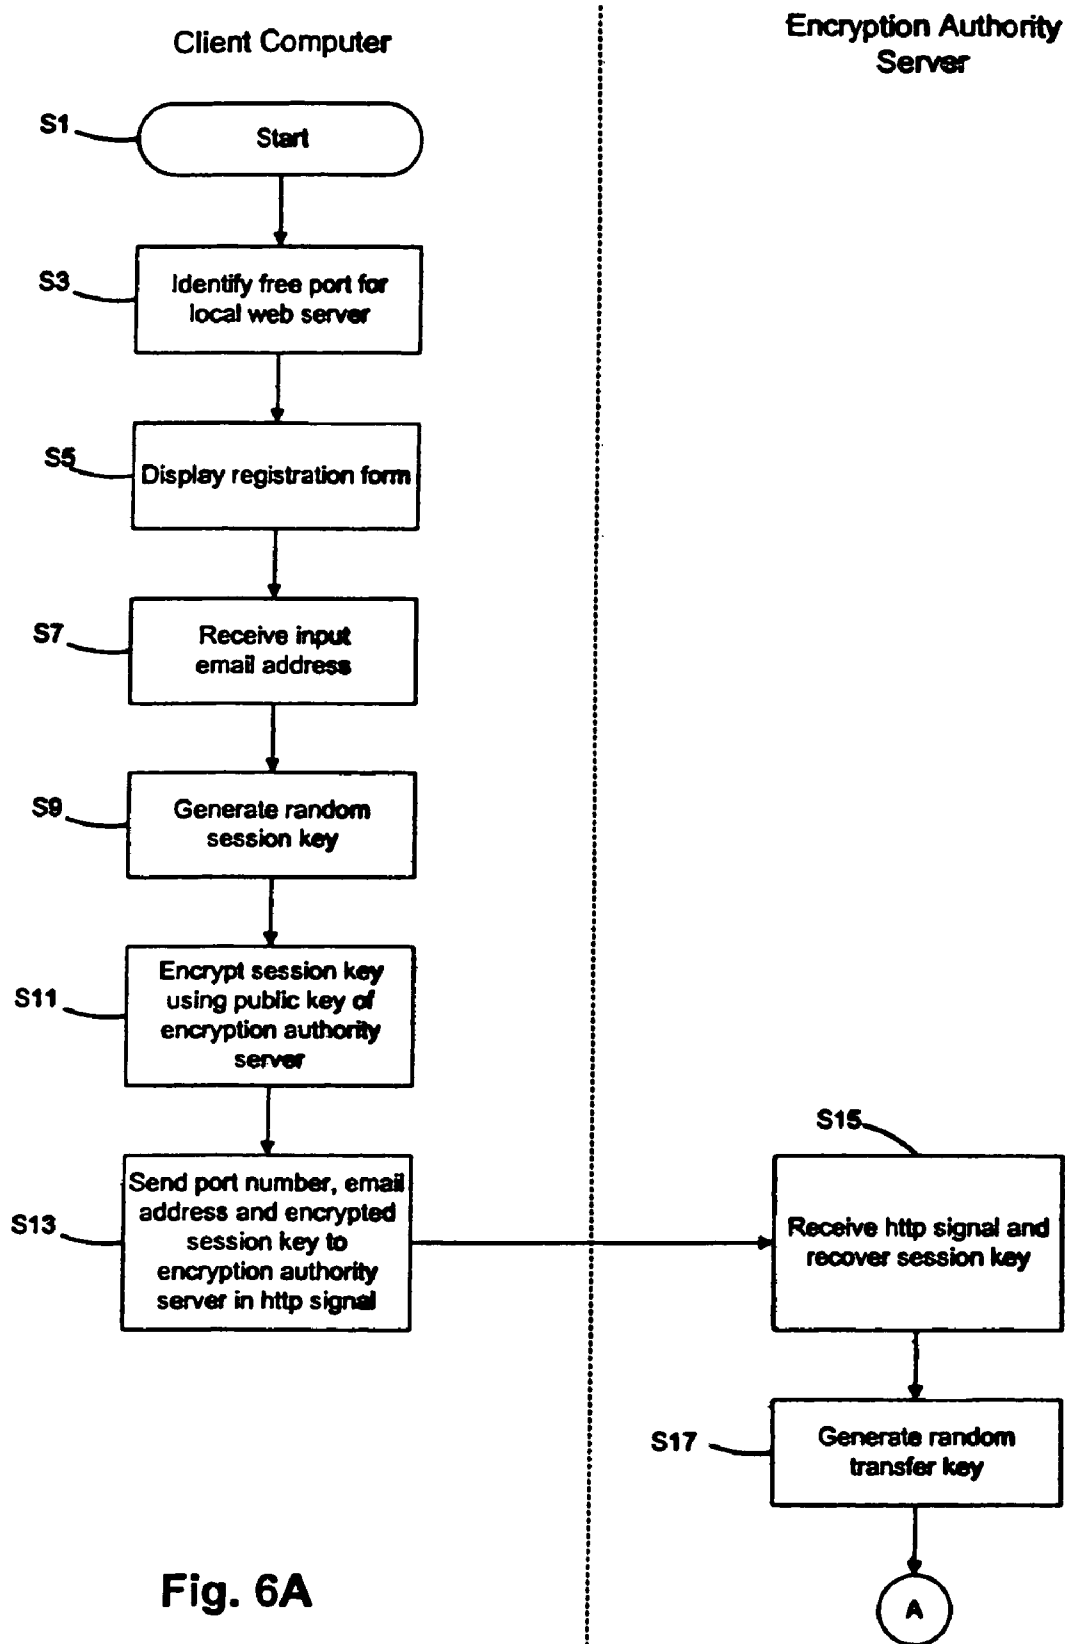 Client Computer
Encryption Authority
Server
S1
Start
S3
Identify free port for
local web server
S5
Display registration form
S7
Receive input
email address
S9
Generate random
session key
S11
Encrypt session key
using public key of
encryption authority
server
S13
Send port number, email
address and encrypted
session key to
encryption authority
server in http signal
S15
Receive http signal and
recover session key
S17
Generate random
transfer key
A
Fig. 6A